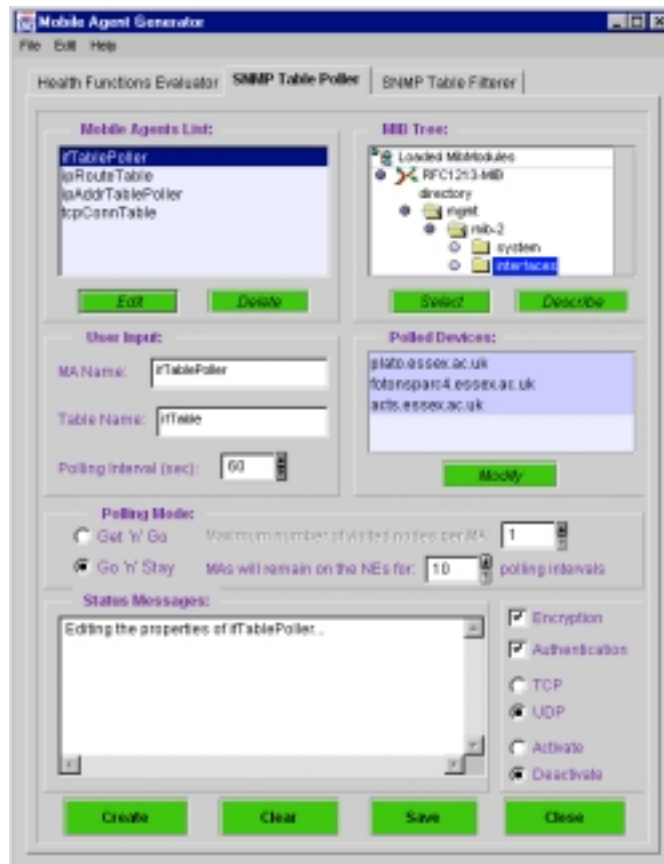 Mobile Agent Generator
File Edit Help
Health Functions Evaluator SNMP Table Poller SNMP Table Filterer
Mobile Agents List:
ifTablePoller
ipRouteTable
ipAddrTablePoller
tcpConnTable
Edit Delete
MIB Tree:
Loaded MibModules
RFC1213-MIB
directory
mgmt
mib-2
system
interfaces
Select Describe
User Input:
MA Name: ifTablePoller
Table Name: ifTable
Polling Interval (sec): 60
Polled Devices:
plato.essex.ac.uk
fotonsparc4.essex.ac.uk
acts.essex.ac.uk
Modify
Polling Mode:
Get 'n' Go Maximum number of visited nodes per MA: 1
Go 'n' Stay MAs will remain on the NEs for: 10 polling intervals
Status Messages:
Editing the properties of ifTablePoller...
Encryption
Authentication
TCP
UDP
Activate
Deactivate
Create Clear Save Close